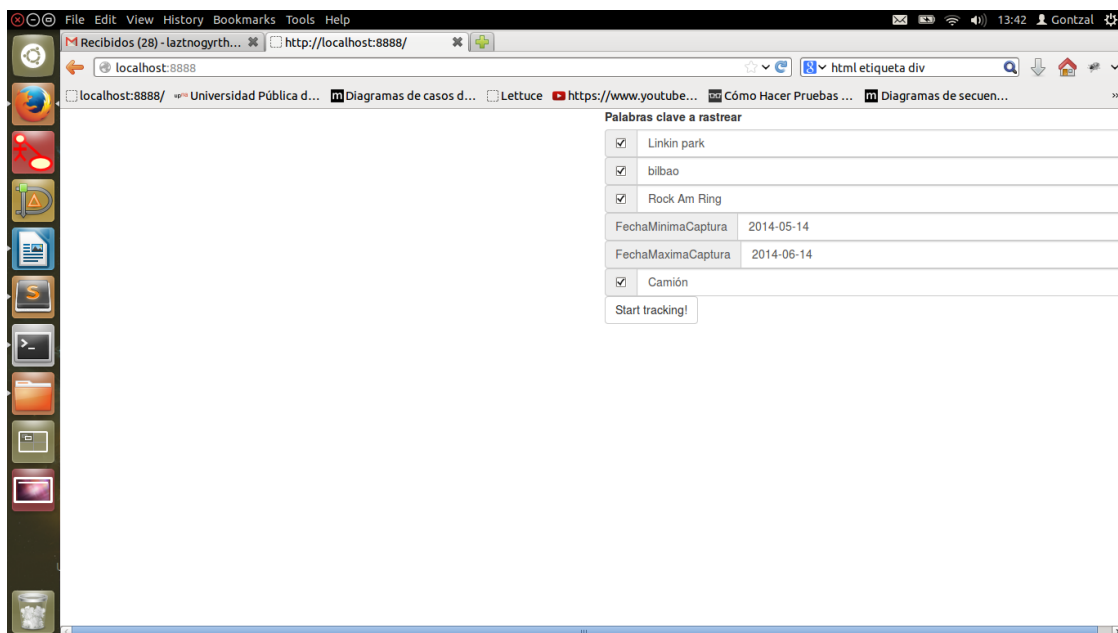 File Edit View History Bookmarks Tools Help 13:42 Gontzal
Recibidos (28) - laztnogyrth... http://localhost:8888/
localhost:8888 html etiqueta div
localhost:8888/ Universidad Pública d... Diagramas de casos d... Lettuce https://www.youtube... Cómo Hacer Pruebas ... Diagramas de secuen...
Palabras clave a rastrear
Linkin park
bilbao
Rock Am Ring
FechaMinimaCaptura 2014-05-14
FechaMaximaCaptura 2014-06-14
Camión
Start tracking!